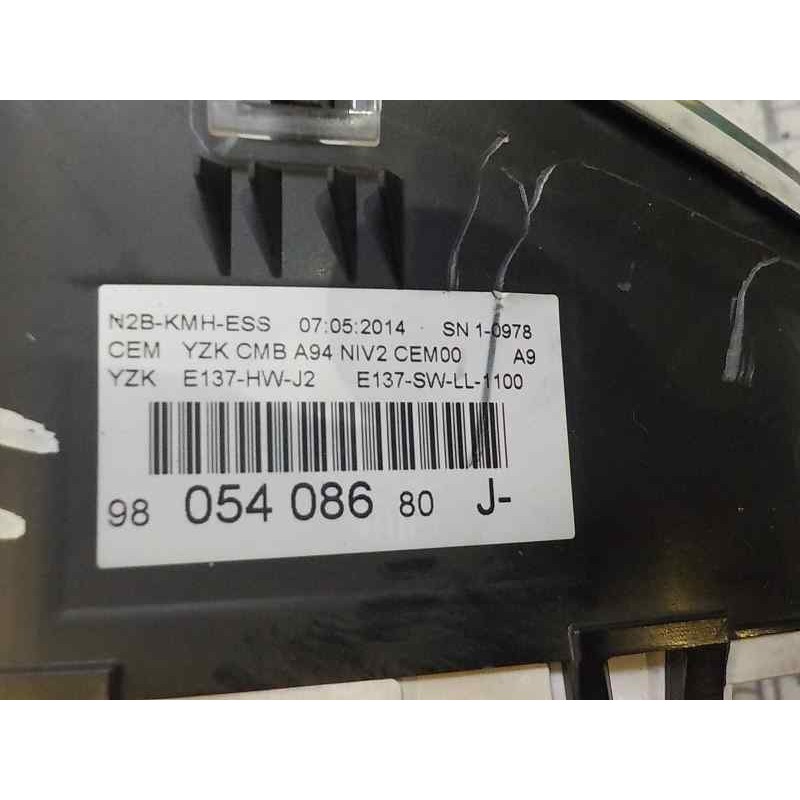 N2B-KMH-ESS 07:05:2014 SN 1-0978
CEM YZK CMB A94 NIV2 CEM00 A9
YZK E137-HW-J2 E137-SW-LL-1100
98 054 086 80 J-